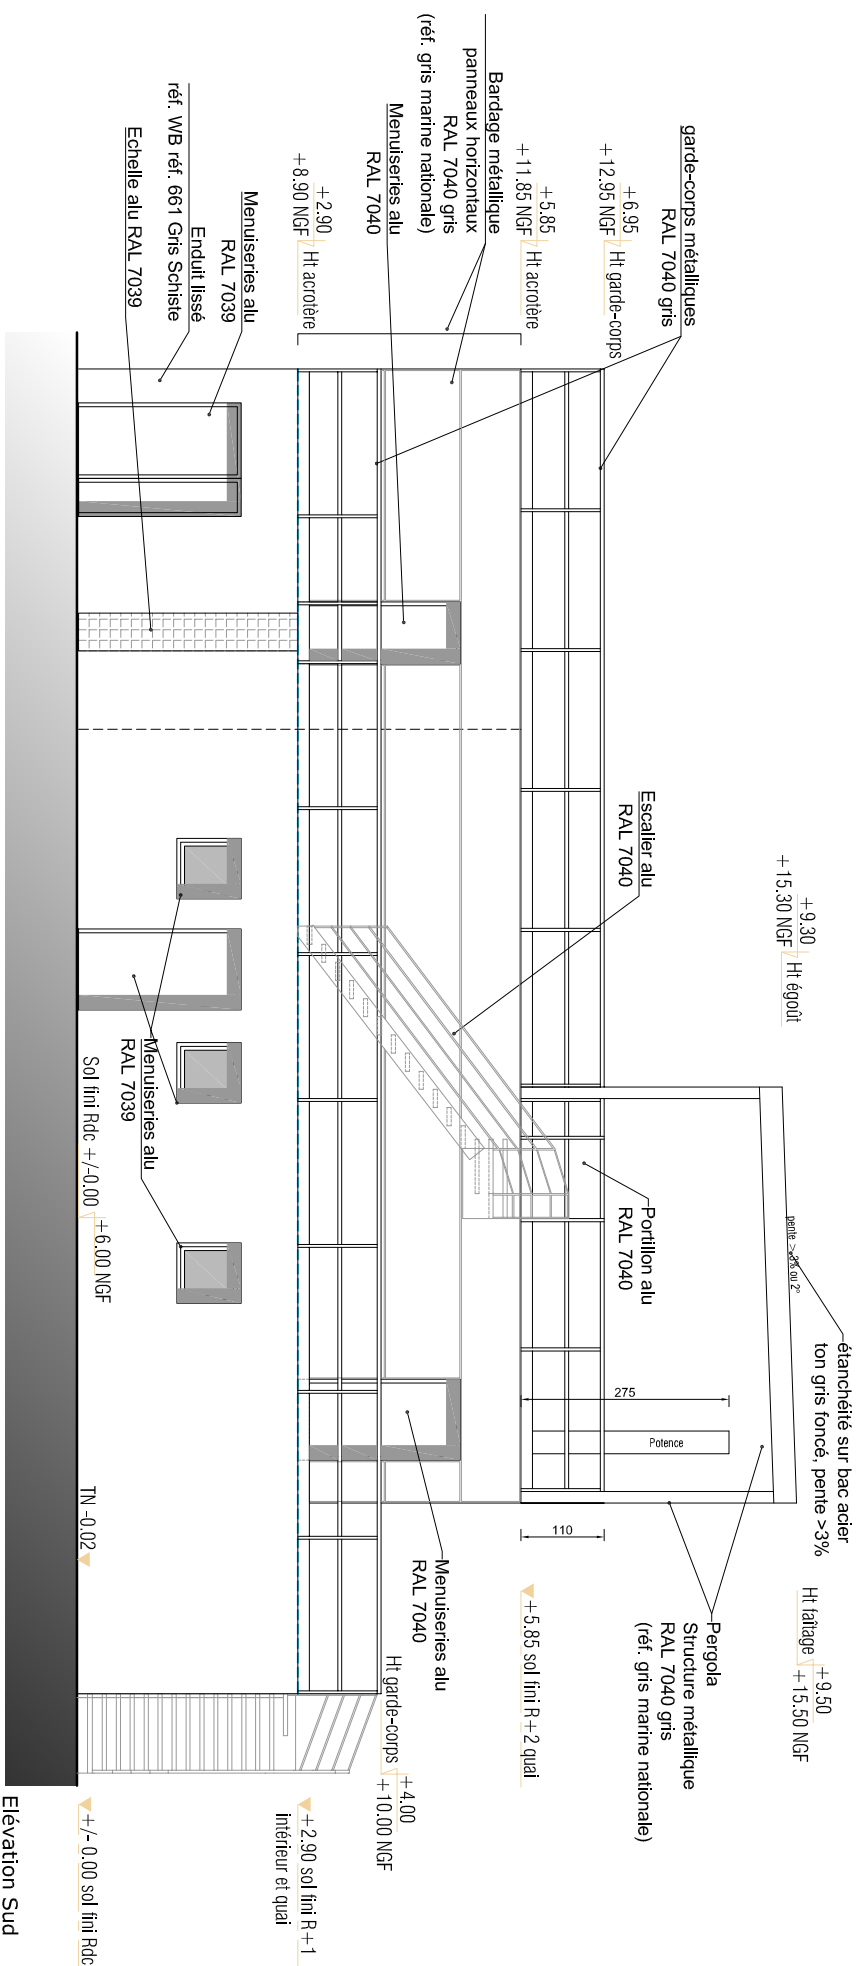 étanchéité sur bac acier
ton gris foncé, pente >3%
pente > 3% ou 2°
+9.30
+15.30 NGF
Ht égoût
Ht faîtage
+9.50
+15.50 NGF
Pergola
Structure métallique
RAL 7040 gris
(réf. gris marine nationale)
garde-corps métalliques
RAL 7040 gris
+6.95
+12.95 NGF
Ht garde-corps
Escalier alu
RAL 7040
Portillon alu
RAL 7040
275
Potence
110
+5.85
+11.85 NGF
Ht acrotère
+5.85 sol fini R+2 quai
Bardage métallique
panneaux horizontaux
RAL 7040 gris
(réf. gris marine nationale)
Menuiseries alu
RAL 7040
Menuiseries alu
RAL 7040
Ht garde-corps
+4.00
+10.00 NGF
+2.90
+8.90 NGF
Ht acrotère
+2.90 sol fini R+1
intérieur et quai
Menuiseries alu
RAL 7039
Enduit lissé
réf. WB réf. 661 Gris Schiste
Echelle alu RAL 7039
Menuiseries alu
RAL 7039
Sol fini Rdc +/-0.00
+6.00 NGF
TN -0.02
+/- 0.00 sol fini Rdc
Elévation Sud